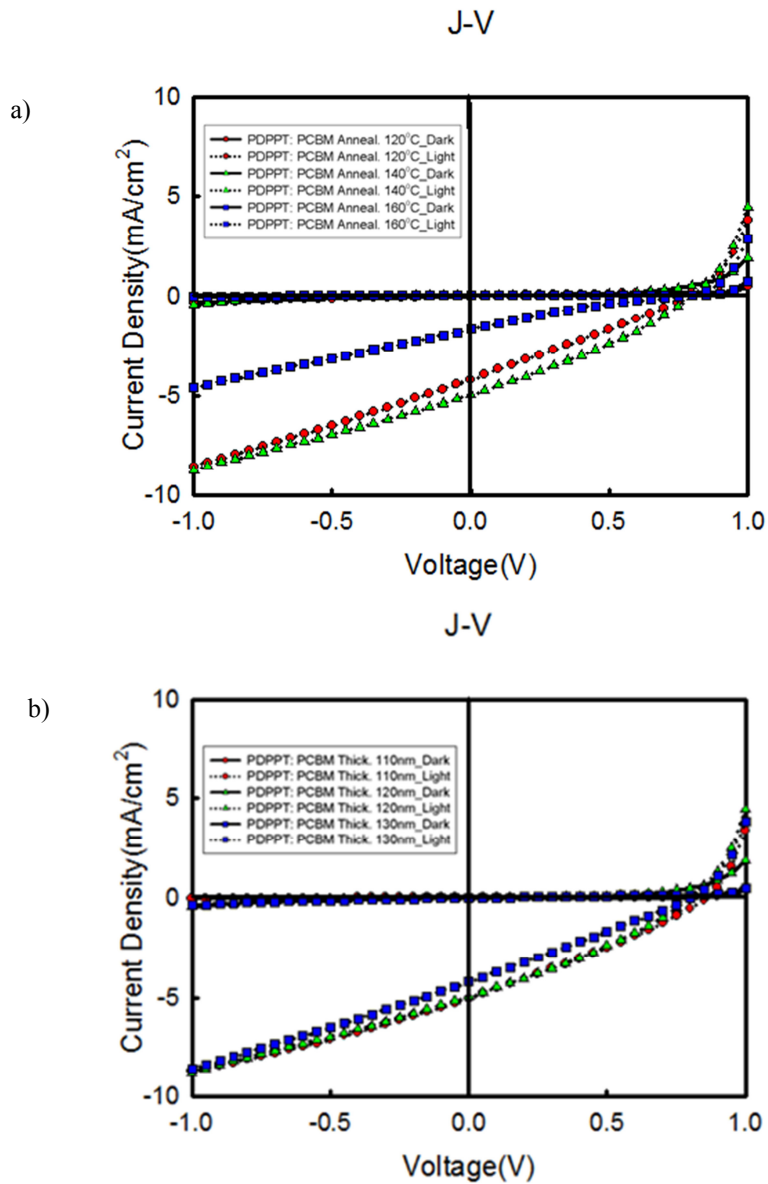 J-V
a)
10
PDPPT: PCBM Anneal. 120°C_Dark
PDPPT: PCBM Anneal. 120°C_Light
PDPPT: PCBM Anneal. 140°C_Dark
PDPPT: PCBM Anneal. 140°C_Light
PDPPT: PCBM Anneal. 160°C_Dark
PDPPT: PCBM Anneal. 160°C_Light
5
0
-5
-10
Current Density(mA/cm²)
-1.0 -0.5 0.0 0.5 1.0
Voltage(V)
J-V
b)
10
PDPPT: PCBM Thick. 110nm_Dark
PDPPT: PCBM Thick. 110nm_Light
PDPPT: PCBM Thick. 120nm_Dark
PDPPT: PCBM Thick. 120nm_Light
PDPPT: PCBM Thick. 130nm_Dark
PDPPT: PCBM Thick. 130nm_Light
5
0
-5
-10
Current Density(mA/cm²)
-1.0 -0.5 0.0 0.5 1.0
Voltage(V)